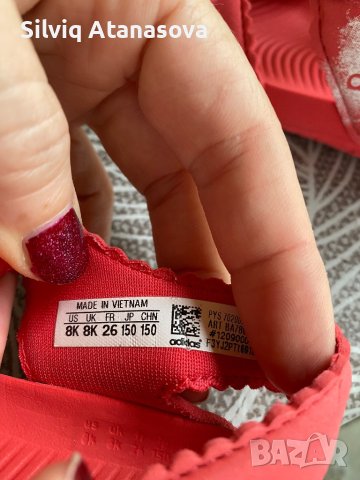 Silviq Atanasova
MADE IN VIETNAM
US UK FR JP CHN
8K 8K 26 150 150
adidas
bazar